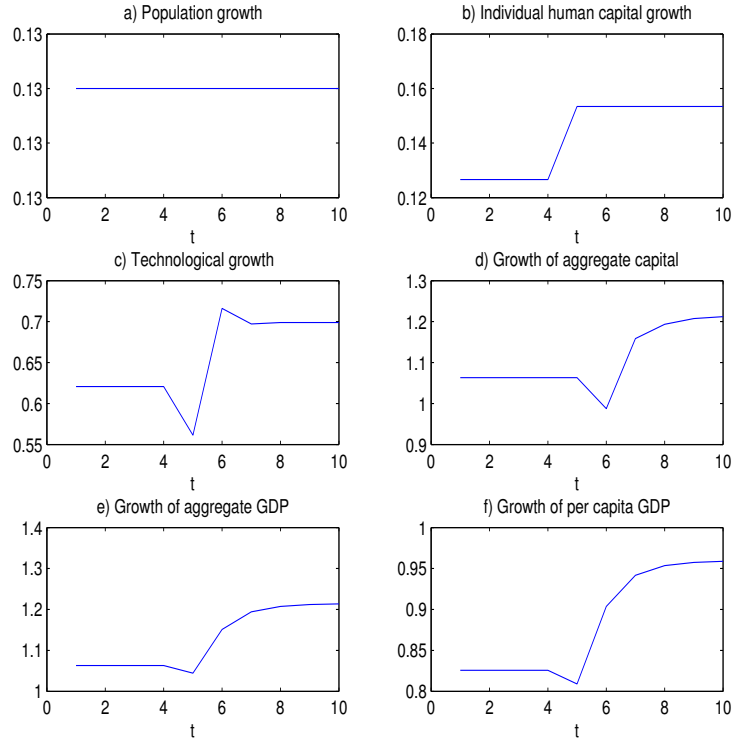 a) Population growth
0.13
0.13
0.13
0.13
0 2 4 6 8 10
t
b) Individual human capital growth
0.18
0.16
0.14
0.12
0 2 4 6 8 10
t
c) Technological growth
0.75
0.7
0.65
0.6
0.55
0 2 4 6 8 10
t
d) Growth of aggregate capital
1.3
1.2
1.1
1
0.9
0 2 4 6 8 10
t
e) Growth of aggregate GDP
1.4
1.3
1.2
1.1
1
0 2 4 6 8 10
t
f) Growth of per capita GDP
1
0.95
0.9
0.85
0.8
0 2 4 6 8 10
t